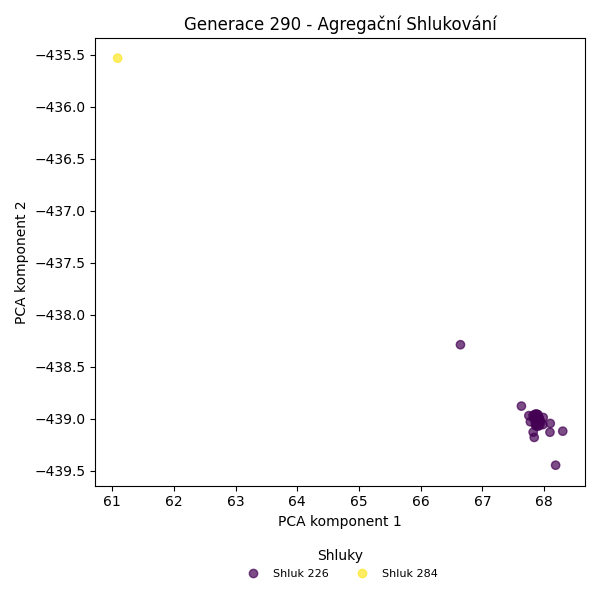 Generace 290 - Agregační Shlukování
PCA komponent 2
−435.5
−436.0
−436.5
−437.0
−437.5
−438.0
−438.5
−439.0
−439.5
61 62 63 64 65 66 67 68
PCA komponent 1
Shluky
Shluk 226 Shluk 284